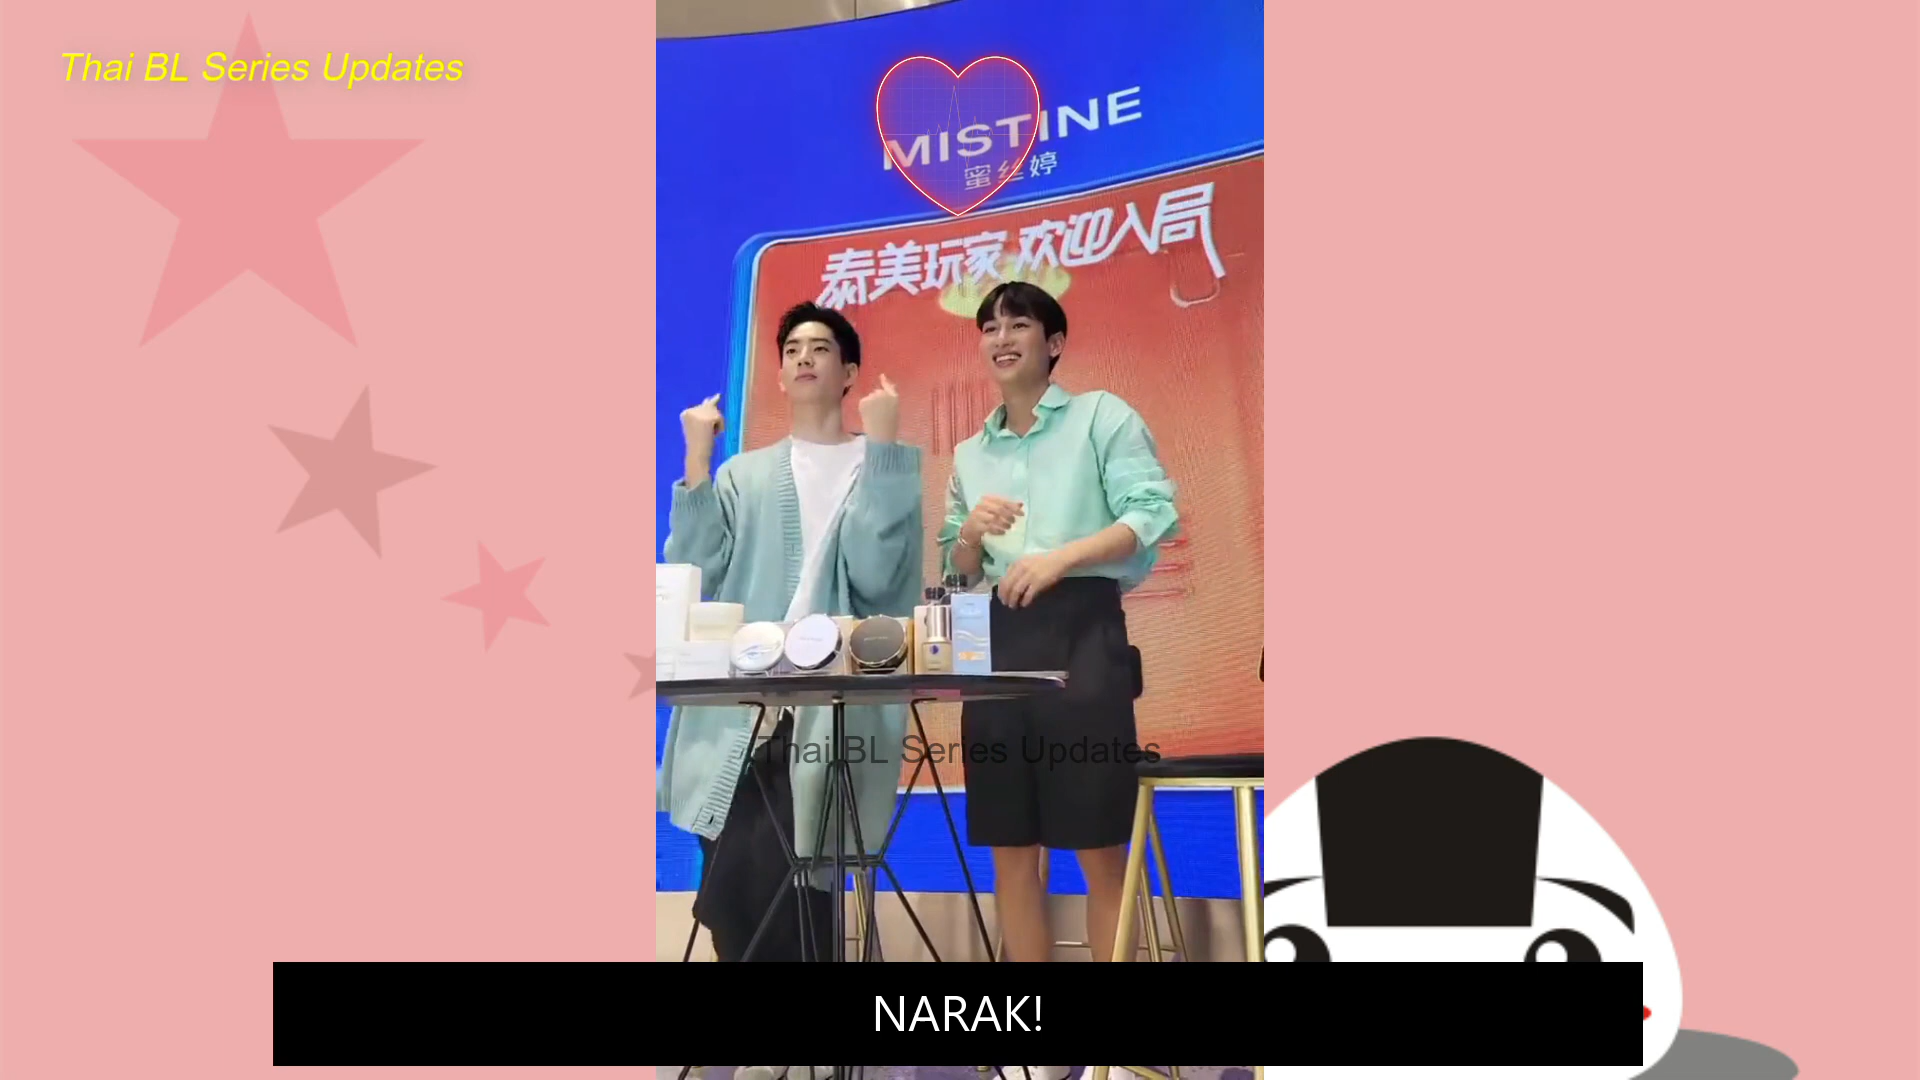 Thai BL Series Updates
MISTINE
蜜丝婷
泰美玩家 欢迎入局
Thai BL Series Updates
NARAK!